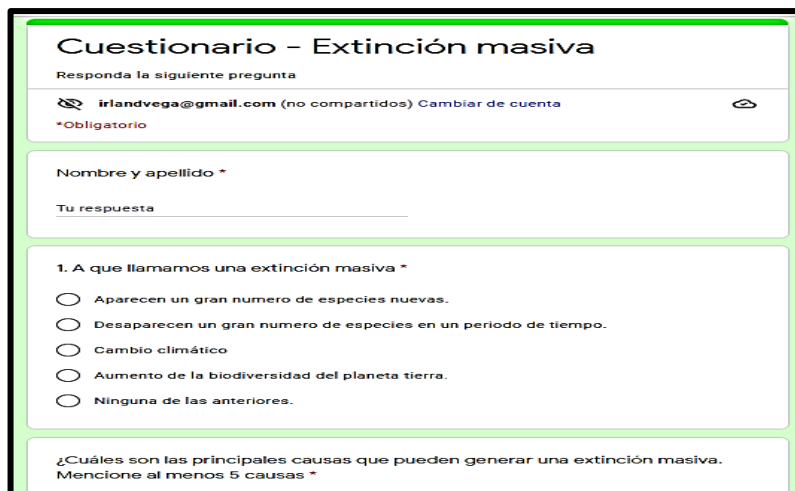 Cuestionario - Extinción masiva
Responda la siguiente pregunta
irlandvega@gmail.com (no compartidos) Cambiar de cuenta
*Obligatorio
Nombre y apellido *
Tu respuesta
1. A que llamamos una extinción masiva *
Aparecen un gran numero de especies nuevas.
Desaparecen un gran numero de especies en un periodo de tiempo.
Cambio climático
Aumento de la biodiversidad del planeta tierra.
Ninguna de las anteriores.
¿Cuáles son las principales causas que pueden generar una extinción masiva.
Mencione al menos 5 causas *